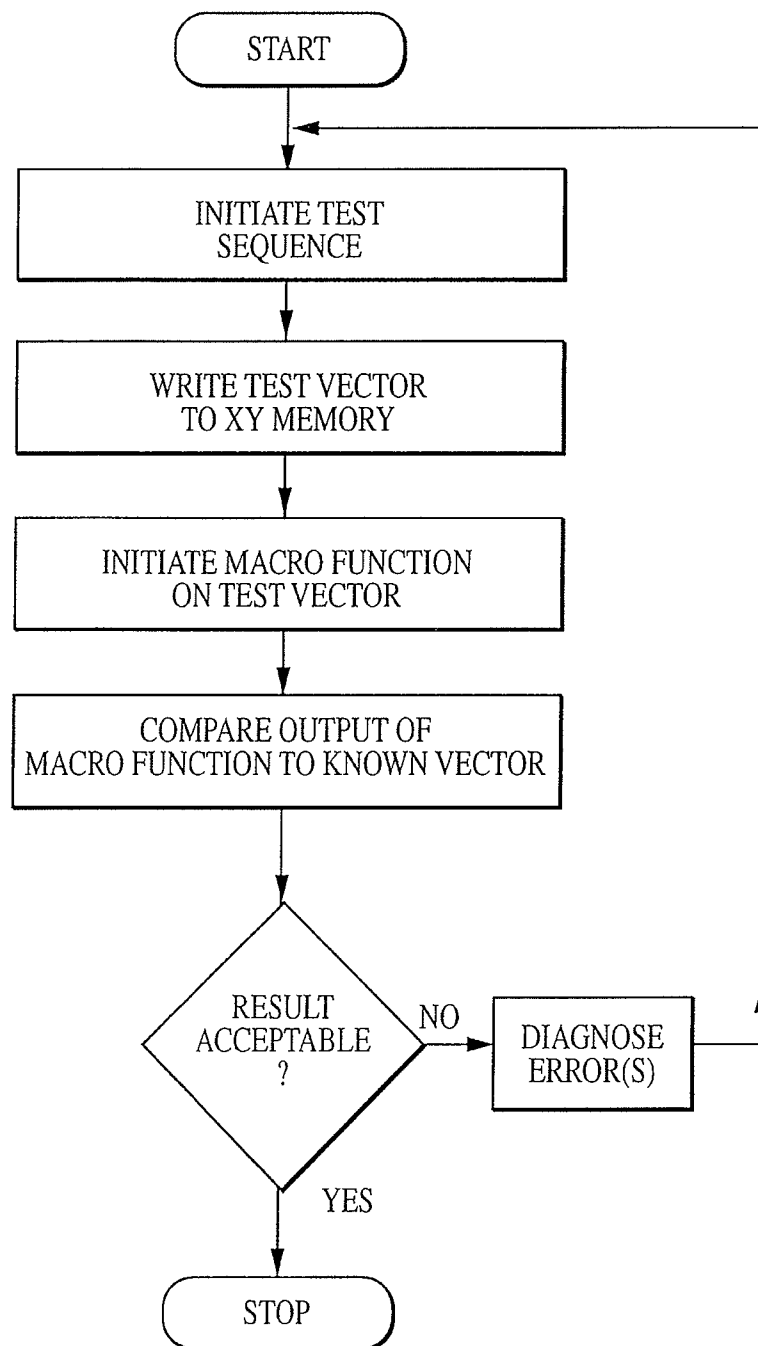 START
INITIATE TEST
SEQUENCE
WRITE TEST VECTOR
TO XY MEMORY
INITIATE MACRO FUNCTION
ON TEST VECTOR
COMPARE OUTPUT OF
MACRO FUNCTION TO KNOWN VECTOR
RESULT
ACCEPTABLE
?
NO
DIAGNOSE
ERROR(S)
YES
STOP